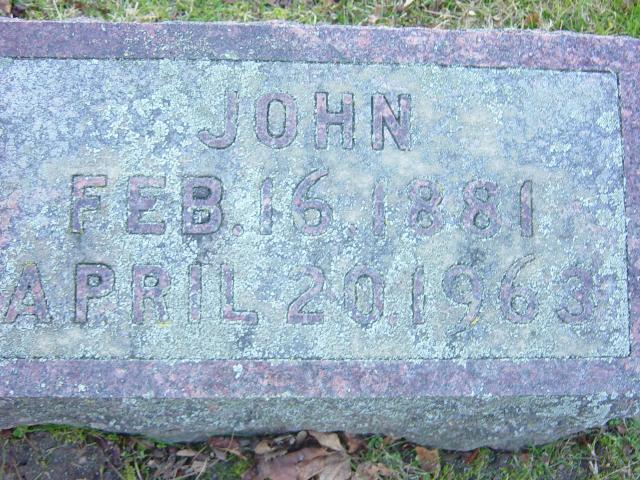 JOHN
FEB. 16. 1881
APRIL 20. 1963